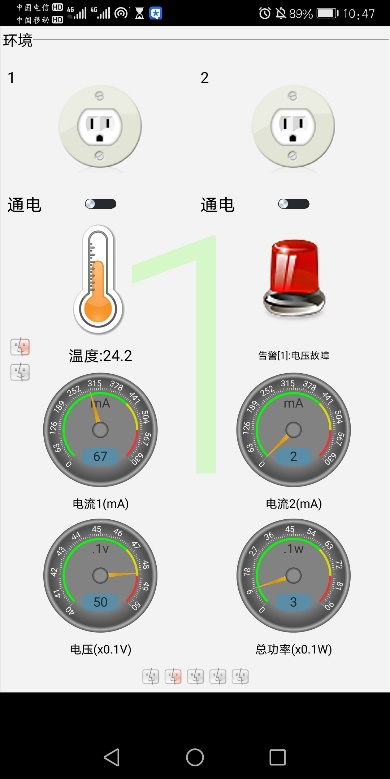 中国电信 HD 4G 4G 89% 10:47
中国移动 HD
环境
1 2
通电 通电
1
温度:24.2 告警[1]:电压故障
0 63 126 189 252 315 378 441 504 567 630
mA
67
0 63 126 189 252 315 378 441 504 567 630
mA
2
电流1(mA) 电流2(mA)
40 41 42 43 44 45 46 47 48 49 50
.1v
50
0 9 18 27 36 45 54 63 72 81 90
.1w
3
电压(x0.1V) 总功率(x0.1W)